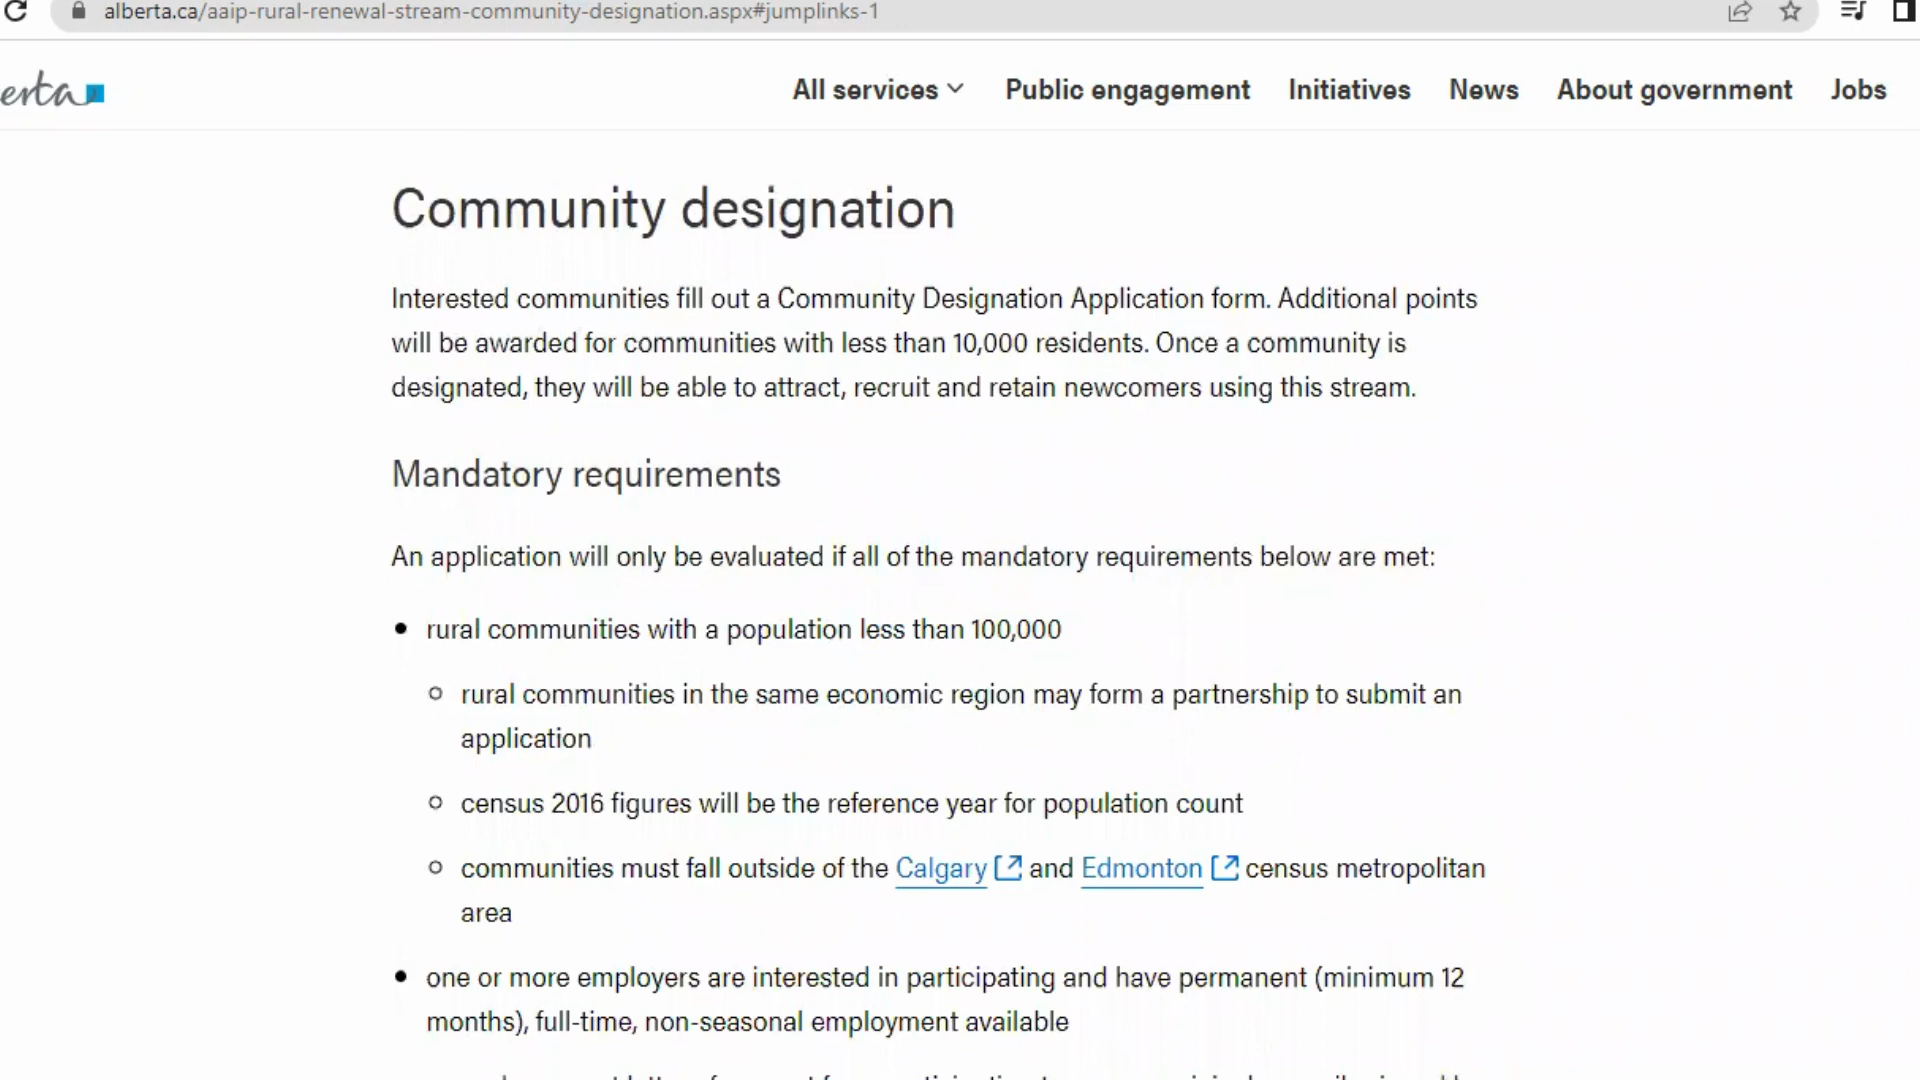 alberta.ca/aaip-rural-renewal-stream-community-designation.aspx#jumplinks-1
erta
All services Public engagement Initiatives News About government Jobs
Community designation
Interested communities fill out a Community Designation Application form. Additional points
will be awarded for communities with less than 10,000 residents. Once a community is
designated, they will be able to attract, recruit and retain newcomers using this stream.
Mandatory requirements
An application will only be evaluated if all of the mandatory requirements below are met:
rural communities with a population less than 100,000
rural communities in the same economic region may form a partnership to submit an
application
census 2016 figures will be the reference year for population count
communities must fall outside of the Calgary and Edmonton census metropolitan
area
one or more employers are interested in participating and have permanent (minimum 12
months), full-time, non-seasonal employment available